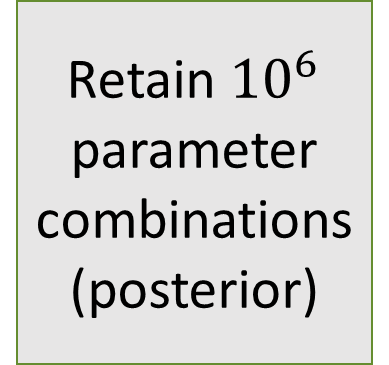 Retain 10⁶
parameter
combinations
(posterior)